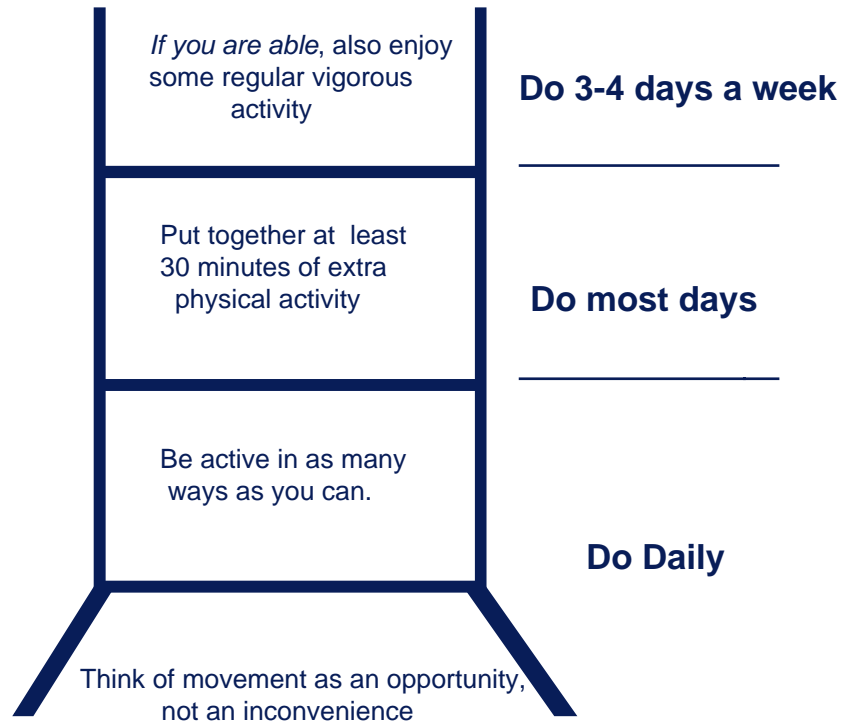 If you are able, also enjoy
some regular vigorous
activity
Do 3-4 days a week
Put together at least
30 minutes of extra
physical activity
Do most days
Be active in as many
ways as you can.
Do Daily
Think of movement as an opportunity,
not an inconvenience